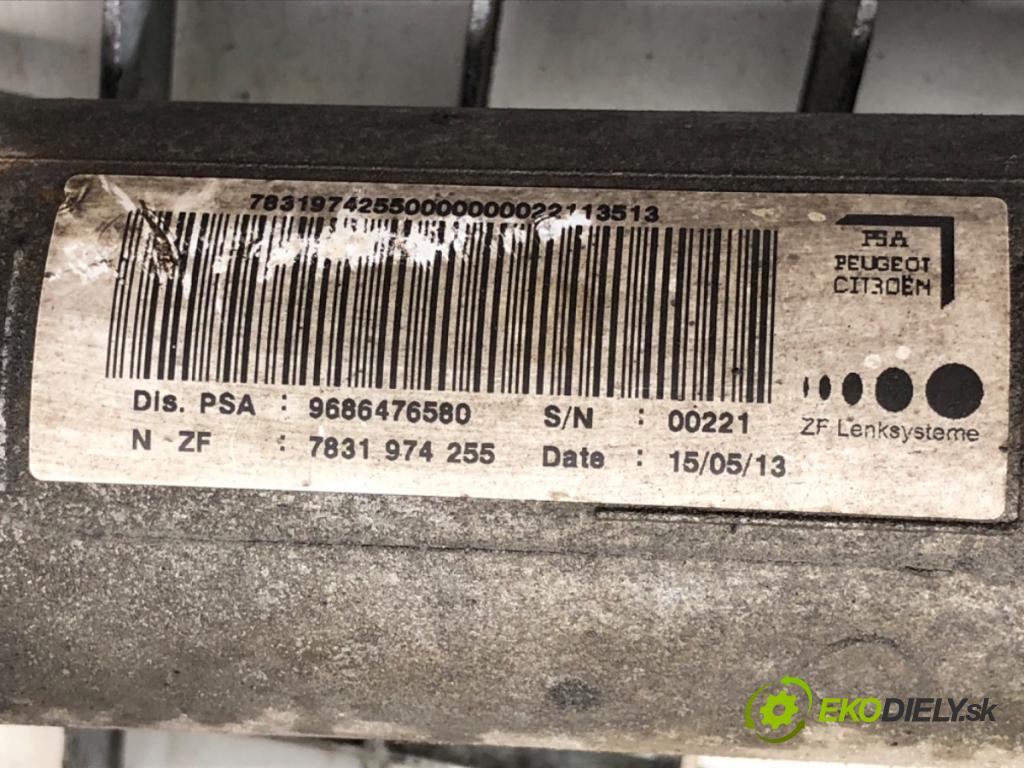 783197425500000000022113513
PSA
PEUGEOT
CITROËN
Dis. PSA : 9686476580 S/N : 00221
N ZF : 7831 974 255 Date : 15/05/13
ZF Lenksysteme
EKODIELY.sk